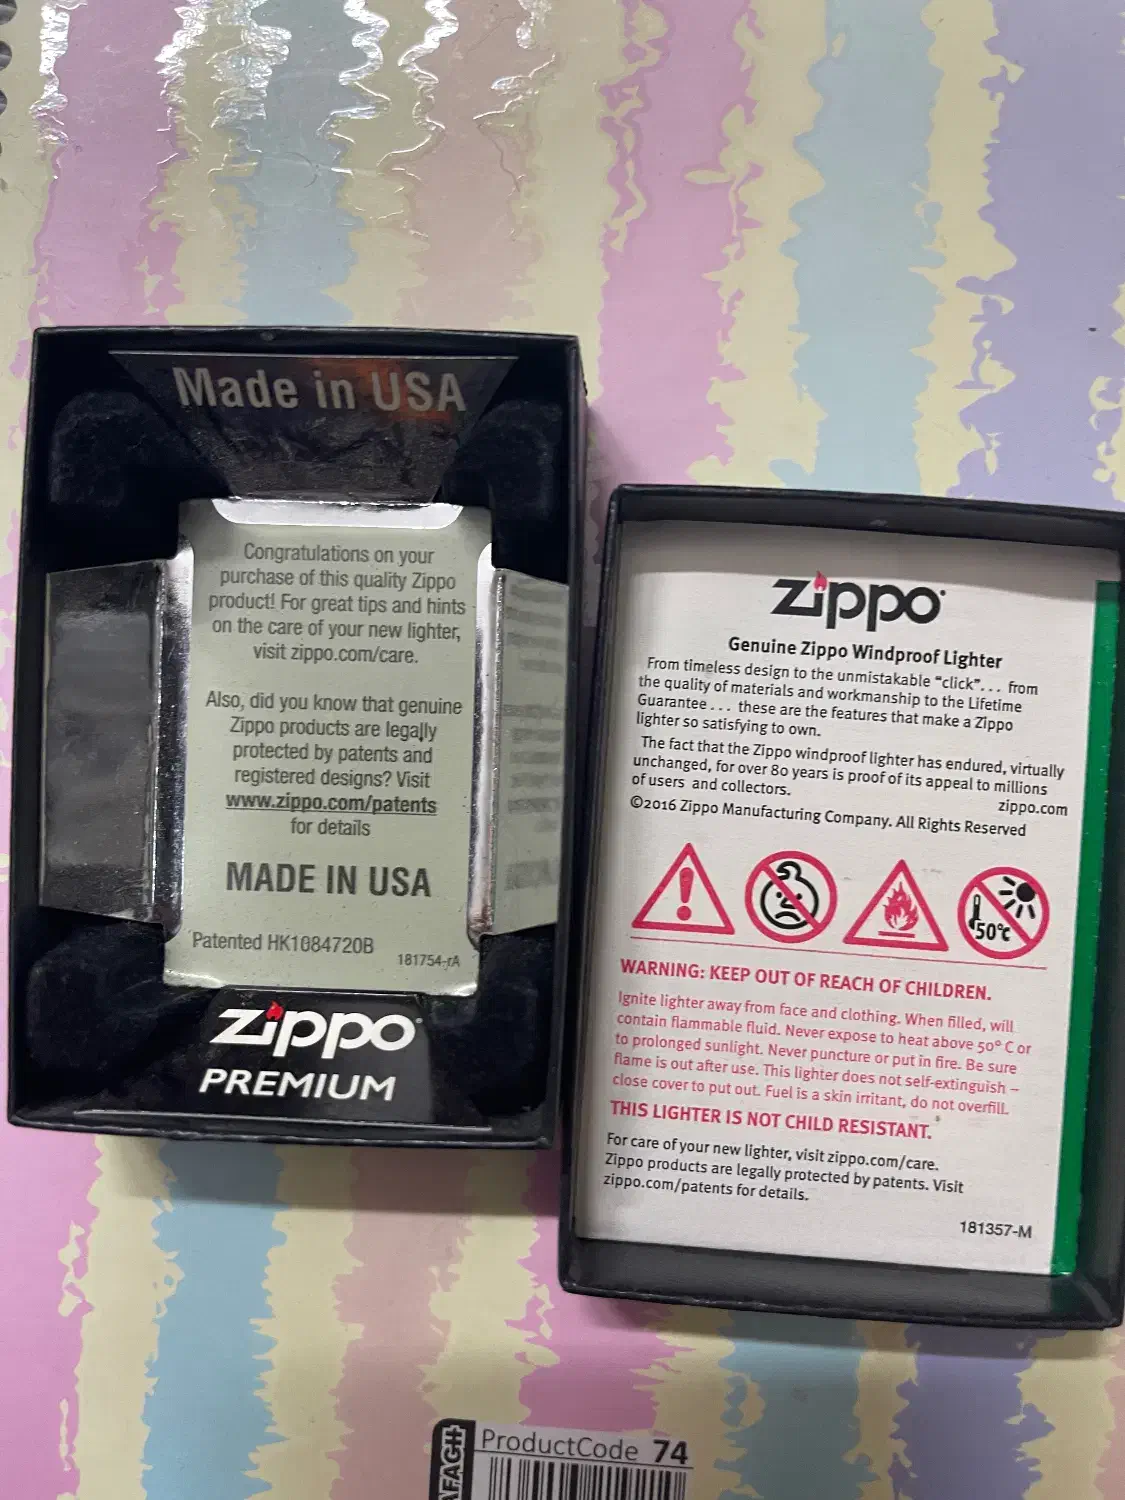 Made in USA
Congratulations on your
purchase of this quality Zippo
product! For great tips and hints
on the care of your new lighter,
visit zippo.com/care.
Also, did you know that genuine
Zippo products are legally
protected by patents and
registered designs? Visit
www.zippo.com/patents
for details
MADE IN USA
Patented HK1084720B
181754-rA
zippo
PREMIUM
zippo
Genuine Zippo Windproof Lighter
From timeless design to the unmistakable “click”... from
the quality of materials and workmanship to the Lifetime
Guarantee ... these are the features that make a Zippo
lighter so satisfying to own.
The fact that the Zippo windproof lighter has endured, virtually
unchanged, for over 80 years is proof of its appeal to millions
of users and collectors.
zippo.com
©2016 Zippo Manufacturing Company. All Rights Reserved
50°C
WARNING: KEEP OUT OF REACH OF CHILDREN.
Ignite lighter away from face and clothing. When filled, will
contain flammable fluid. Never expose to heat above 50° C or
to prolonged sunlight. Never puncture or put in fire. Be sure
flame is out after use. This lighter does not self-extinguish –
close cover to put out. Fuel is a skin irritant, do not overfill.
THIS LIGHTER IS NOT CHILD RESISTANT.
For care of your new lighter, visit zippo.com/care.
Zippo products are legally protected by patents. Visit
zippo.com/patents for details.
181357-M
ProductCode 74